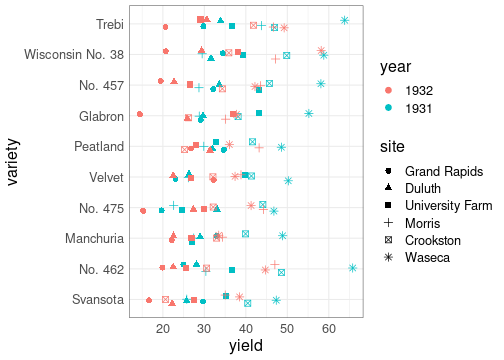 variety
Trebi
Wisconsin No. 38
No. 457
Glabron
Peatland
Velvet
No. 475
Manchuria
No. 462
Svansota
20 30 40 50 60
yield
year
1932
1931
site
Grand Rapids
Duluth
University Farm
Morris
Crookston
Waseca